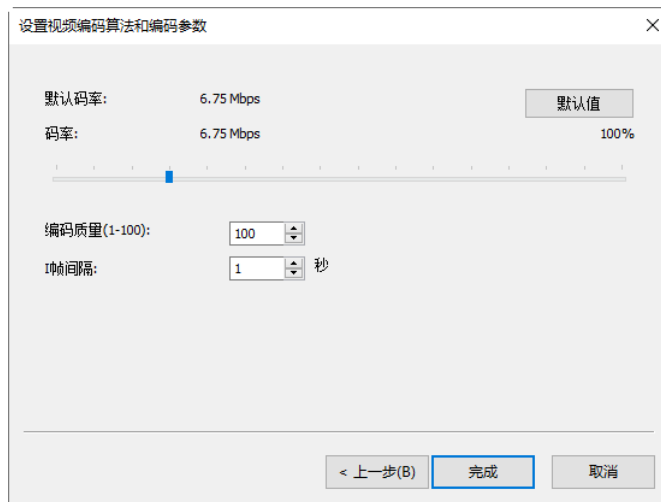 设置视频编码算法和编码参数
默认码率: 6.75 Mbps 默认值
码率: 6.75 Mbps 100%
编码质量(1-100): 100
I帧间隔: 1 秒
< 上一步(B) 完成 取消